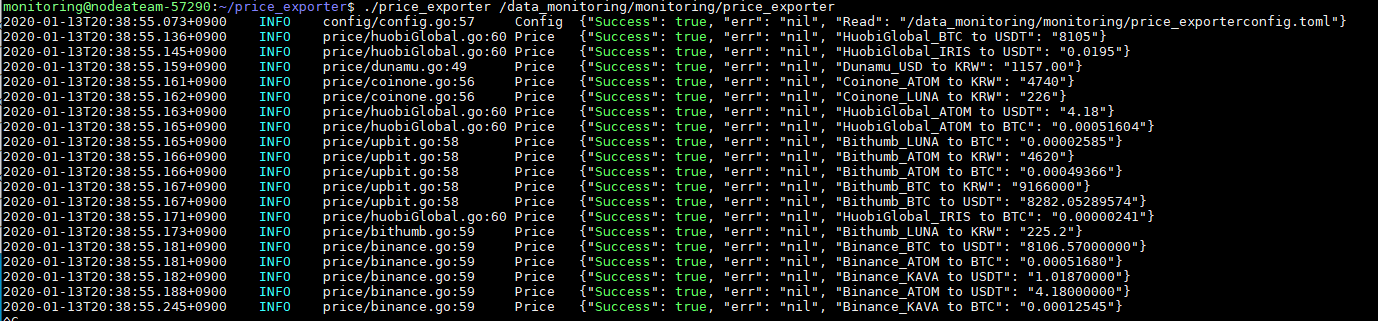 monitoring@nodeateam-57290:~/price_exporter$ ./price_exporter /data_monitoring/monitoring/price_exporter
2020-01-13T20:38:55.073+0900 INFO config/config.go:57 Config {"Success": true, "err": "nil", "Read": "/data_monitoring/monitoring/price_exporterconfig.toml"}
2020-01-13T20:38:55.136+0900 INFO price/huobiGlobal.go:60 Price {"Success": true, "err": "nil", "HuobiGlobal_BTC to USDT": "8105"}
2020-01-13T20:38:55.145+0900 INFO price/huobiGlobal.go:60 Price {"Success": true, "err": "nil", "HuobiGlobal_IRIS to USDT": "0.0195"}
2020-01-13T20:38:55.159+0900 INFO price/dunamu.go:49 Price {"Success": true, "err": "nil", "Dunamu_USD to KRW": "1157.00"}
2020-01-13T20:38:55.161+0900 INFO price/coinone.go:56 Price {"Success": true, "err": "nil", "Coinone_ATOM to KRW": "4740"}
2020-01-13T20:38:55.162+0900 INFO price/coinone.go:56 Price {"Success": true, "err": "nil", "Coinone_LUNA to KRW": "226"}
2020-01-13T20:38:55.163+0900 INFO price/huobiGlobal.go:60 Price {"Success": true, "err": "nil", "HuobiGlobal_ATOM to USDT": "4.18"}
2020-01-13T20:38:55.163+0900 INFO price/huobiGlobal.go:60 Price {"Success": true, "err": "nil", "HuobiGlobal_ATOM to BTC": "0.00051604"}
2020-01-13T20:38:55.165+0900 INFO price/upbit.go:58 Price {"Success": true, "err": "nil", "Bithumb_LUNA to BTC": "0.00002585"}
2020-01-13T20:38:55.166+0900 INFO price/upbit.go:58 Price {"Success": true, "err": "nil", "Bithumb_ATOM to KRW": "4620"}
2020-01-13T20:38:55.166+0900 INFO price/upbit.go:58 Price {"Success": true, "err": "nil", "Bithumb_ATOM to BTC": "0.00049366"}
2020-01-13T20:38:55.167+0900 INFO price/upbit.go:58 Price {"Success": true, "err": "nil", "Bithumb_BTC to KRW": "9166000"}
2020-01-13T20:38:55.167+0900 INFO price/upbit.go:58 Price {"Success": true, "err": "nil", "Bithumb_BTC to USDT": "8282.05289574"}
2020-01-13T20:38:55.171+0900 INFO price/huobiGlobal.go:60 Price {"Success": true, "err": "nil", "HuobiGlobal_IRIS to BTC": "0.00000241"}
2020-01-13T20:38:55.173+0900 INFO price/bithumb.go:59 Price {"Success": true, "err": "nil", "Bithumb_LUNA to KRW": "225.2"}
2020-01-13T20:38:55.181+0900 INFO price/binance.go:59 Price {"Success": true, "err": "nil", "Binance_BTC to USDT": "8106.57000000"}
2020-01-13T20:38:55.181+0900 INFO price/binance.go:59 Price {"Success": true, "err": "nil", "Binance_ATOM to BTC": "0.00051680"}
2020-01-13T20:38:55.182+0900 INFO price/binance.go:59 Price {"Success": true, "err": "nil", "Binance_KAVA to USDT": "1.01870000"}
2020-01-13T20:38:55.188+0900 INFO price/binance.go:59 Price {"Success": true, "err": "nil", "Binance_ATOM to USDT": "4.18000000"}
2020-01-13T20:38:55.245+0900 INFO price/binance.go:59 Price {"Success": true, "err": "nil", "Binance_KAVA to BTC": "0.00012545"}